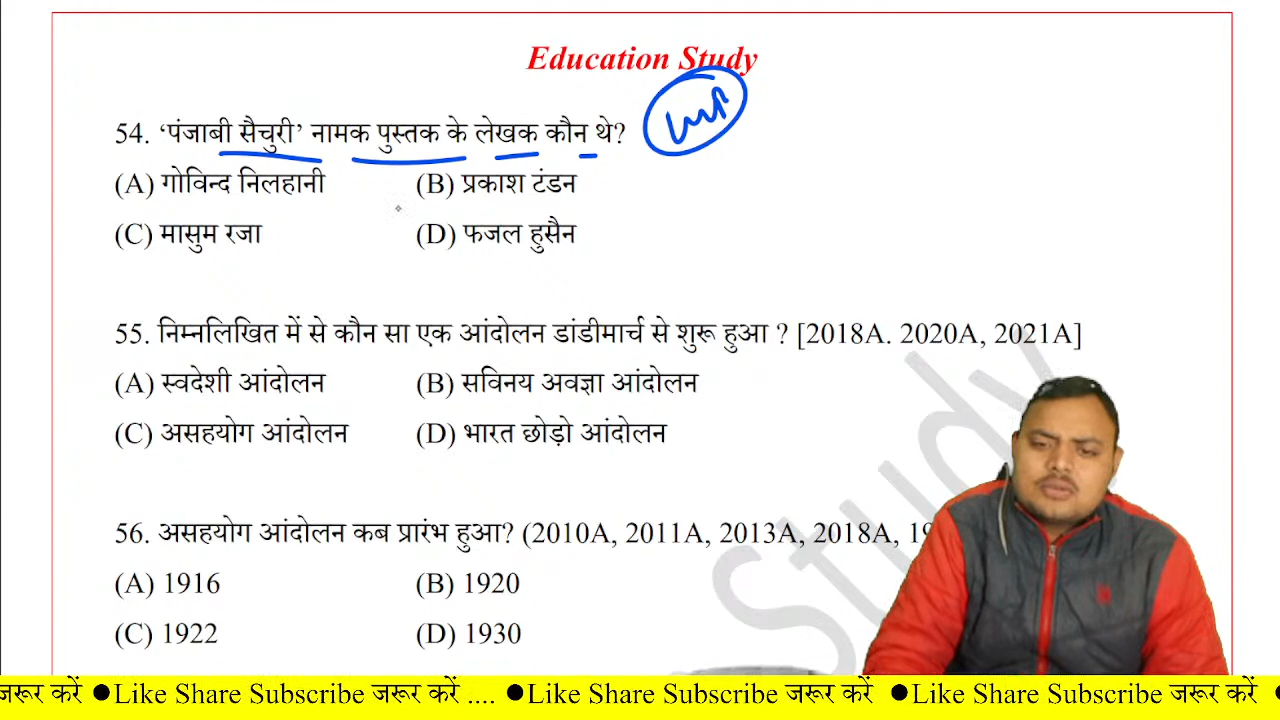 Education Study
54. ‘पंजाबी सैचुरी’ नामक पुस्तक के लेखक कौन थे? Imp
(A) गोविन्द निलहानी (B) प्रकाश टंडन
(C) मासुम रजा (D) फजल हुसैन
55. निम्नलिखित में से कौन सा एक आंदोलन डांडीमार्च से शुरू हुआ ? [2018A. 2020A, 2021A]
(A) स्वदेशी आंदोलन (B) सविनय अवज्ञा आंदोलन
(C) असहयोग आंदोलन (D) भारत छोड़ो आंदोलन
Study
56. असहयोग आंदोलन कब प्रारंभ हुआ? (2010A, 2011A, 2013A, 2018A, 19
(A) 1916 (B) 1920
(C) 1922 (D) 1930
जरूर करें ●Like Share Subscribe जरूर करें .... ●Like Share Subscribe जरूर करें ●Like Share Subscribe जरूर करें